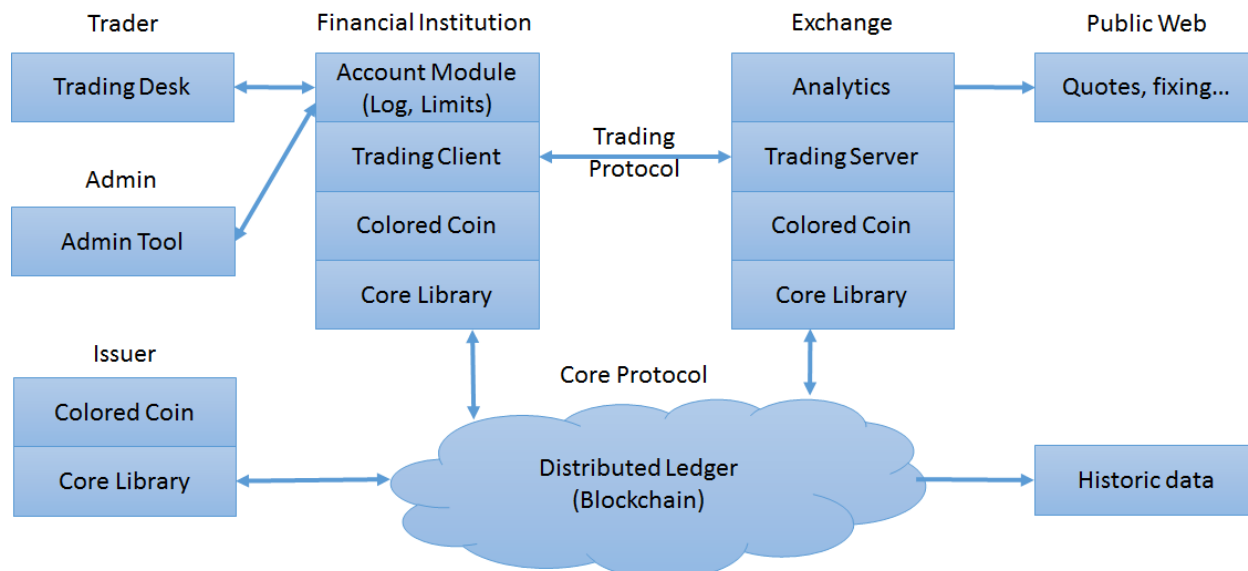 Trader
Financial Institution
Exchange
Public Web
Trading Desk
Account Module
(Log, Limits)
Analytics
Quotes, fixing...
Trading Client
Trading
Protocol
Trading Server
Admin
Admin Tool
Colored Coin
Colored Coin
Core Library
Core Library
Issuer
Core Protocol
Colored Coin
Core Library
Distributed Ledger
(Blockchain)
Historic data